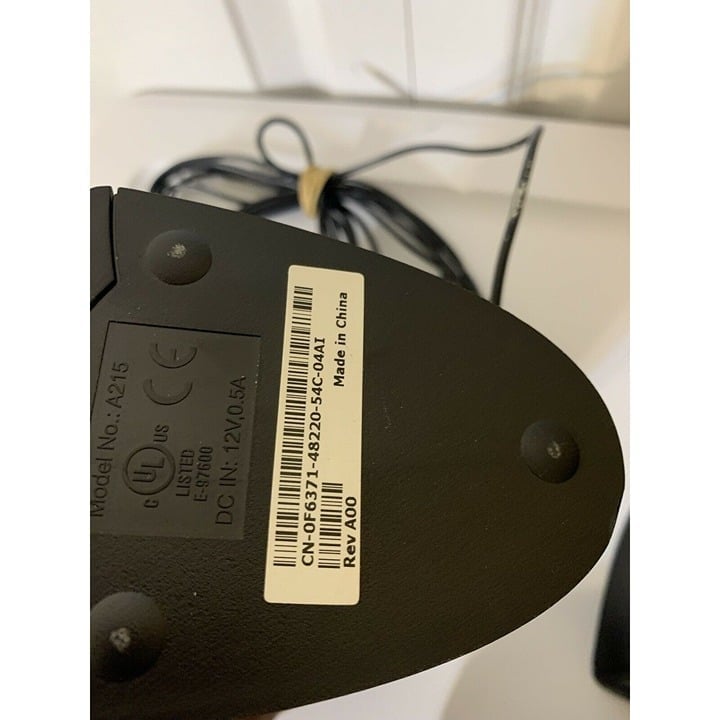 Model No.: A215
C UL US
CE
LISTED
E-97600
DC IN: 12V,0.5A
CN-0F6371-48220-54C-04AI
Made in China
Rev A00